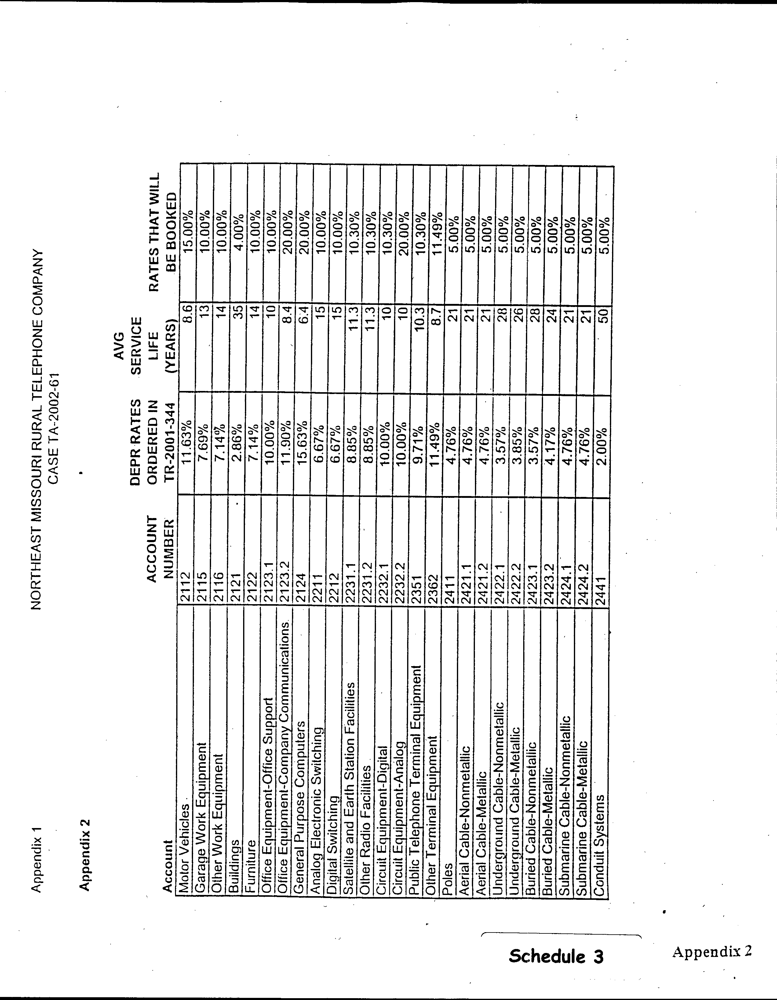 Appendix 1 NORTHEAST MISSOURI RURAL TELEPHONE COMPANY
CASE TA-2002-61
Appendix 2
AVG
DEPR RATES SERVICE
ACCOUNT ORDERED IN LIFE RATES THAT WILL
Account NUMBER TR-2001-344 (YEARS) BE BOOKED
Motor Vehicles 2112 11.63% 8.6 15.00%
Garage Work Equipment 2115 7.69% 13 10.00%
Other Work Equipment 2116 7.14% 14 10.00%
Buildings 2121 2.86% 35 4.00%
Furniture 2122 7.14% 14 10.00%
Office Equipment-Office Support 2123.1 10.00% 10 10.00%
Office Equipment-Company Communications 2123.2 11.90% 8.4 20.00%
General Purpose Computers 2124 15.63% 6.4 20.00%
Analog Electronic Switching 2211 6.67% 15 10.00%
Digital Switching 2212 6.67% 15 10.00%
Satellite and Earth Station Facilities 2231.1 8.85% 11.3 10.30%
Other Radio Facilities 2231.2 8.85% 11.3 10.30%
Circuit Equipment-Digital 2232.1 10.00% 10 10.30%
Circuit Equipment-Analog 2232.2 10.00% 10 20.00%
Public Telephone Terminal Equipment 2351 9.71% 10.3 10.30%
Other Terminal Equipment 2362 11.49% 8.7 11.49%
Poles 2411 4.76% 21 5.00%
Aerial Cable-Nonmetallic 2421.1 4.76% 21 5.00%
Aerial Cable-Metallic 2421.2 4.76% 21 5.00%
Underground Cable-Nonmetallic 2422.1 3.57% 28 5.00%
Underground Cable-Metallic 2422.2 3.85% 26 5.00%
Buried Cable-Nonmetallic 2423.1 3.57% 28 5.00%
Buried Cable-Metallic 2423.2 4.17% 24 5.00%
Submarine Cable-Nonmetallic 2424.1 4.76% 21 5.00%
Submarine Cable-Metallic 2424.2 4.76% 21 5.00%
Conduit Systems 2441 2.00% 50 5.00%
Schedule 3
Appendix 2